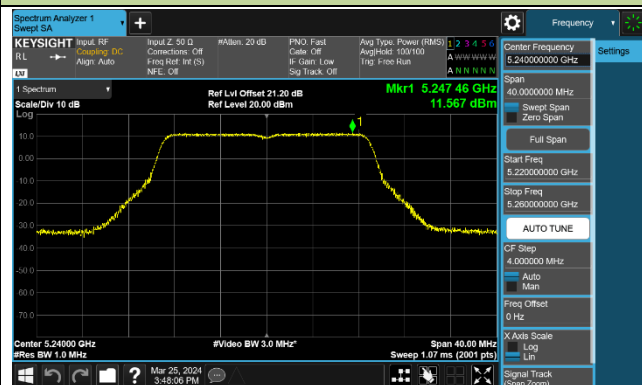 Spectrum Analyzer 1
Swept SA
+
Frequency
KEYSIGHT
RL
LXI
Input: RF
Coupling: DC
Align: Auto
Input Z: 50 Ω
Corrections: Off
Freq Ref: Int (S)
NFE: Off
#Atten: 20 dB
PNO: Fast
Gate: Off
IF Gain: Low
Sig Track: Off
Avg Type: Power (RMS)
Avg|Hold: 100/100
Trig: Free Run
1 2 3 4 5 6
A W W W W W
A N N N N N
1 Spectrum
Scale/Div 10 dB
Log
Ref Lvl Offset 21.20 dB
Ref Level 20.00 dBm
Mkr1 5.247 46 GHz
11.567 dBm
1
10.0
0.00
-10.0
-20.0
-30.0
-40.0
-50.0
-60.0
-70.0
Center 5.24000 GHz
#Res BW 1.0 MHz
#Video BW 3.0 MHz*
Span 40.00 MHz
Sweep 1.07 ms (2001 pts)
Mar 25, 2024
3:48:06 PM
Center Frequency
5.240000000 GHz
Settings
Span
40.0000000 MHz
Swept Span
Zero Span
Full Span
Start Freq
5.220000000 GHz
Stop Freq
5.260000000 GHz
AUTO TUNE
CF Step
4.000000 MHz
Auto
Man
Freq Offset
0 Hz
X Axis Scale
Log
Lin
Signal Track
(Span Zoom)